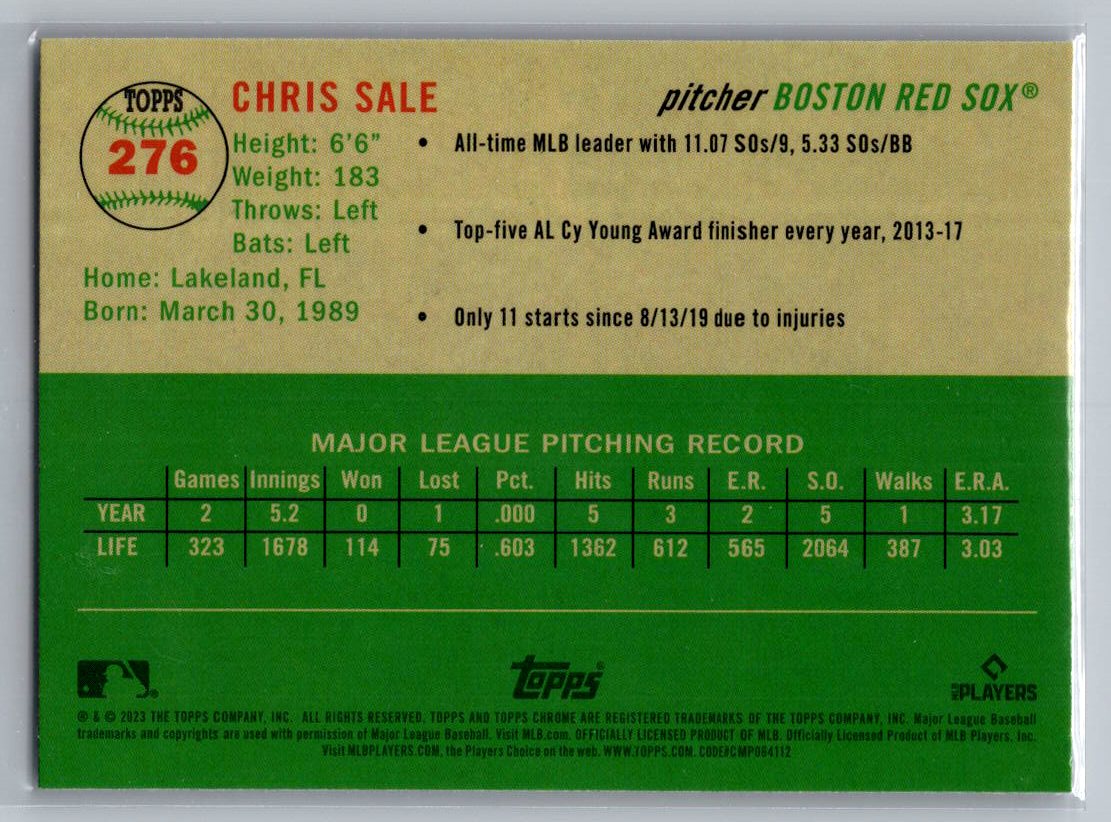 TOPPS
276
CHRIS SALE
pitcher BOSTON RED SOX®
Height: 6'6"
Weight: 183
Throws: Left
Bats: Left
Home: Lakeland, FL
Born: March 30, 1989
• All-time MLB leader with 11.07 SOs/9, 5.33 SOs/BB
• Top-five AL Cy Young Award finisher every year, 2013-17
• Only 11 starts since 8/13/19 due to injuries
MAJOR LEAGUE PITCHING RECORD
Games Innings Won Lost Pct. Hits Runs E.R. S.O. Walks E.R.A.
YEAR 2 5.2 0 1 .000 5 3 2 5 1 3.17
LIFE 323 1678 114 75 .603 1362 612 565 2064 387 3.03
topps®
MLB PLAYERS
® & © 2023 THE TOPPS COMPANY, INC. ALL RIGHTS RESERVED. TOPPS AND TOPPS CHROME ARE REGISTERED TRADEMARKS OF THE TOPPS COMPANY, INC. Major League Baseball
trademarks and copyrights are used with permission of Major League Baseball. Visit MLB.com. OFFICIALLY LICENSED PRODUCT OF MLB. Officially Licensed Product of MLB Players, Inc.
Visit MLBPLAYERS.COM, the Players Choice on the web. WWW.TOPPS.COM. CODE#CMP084112